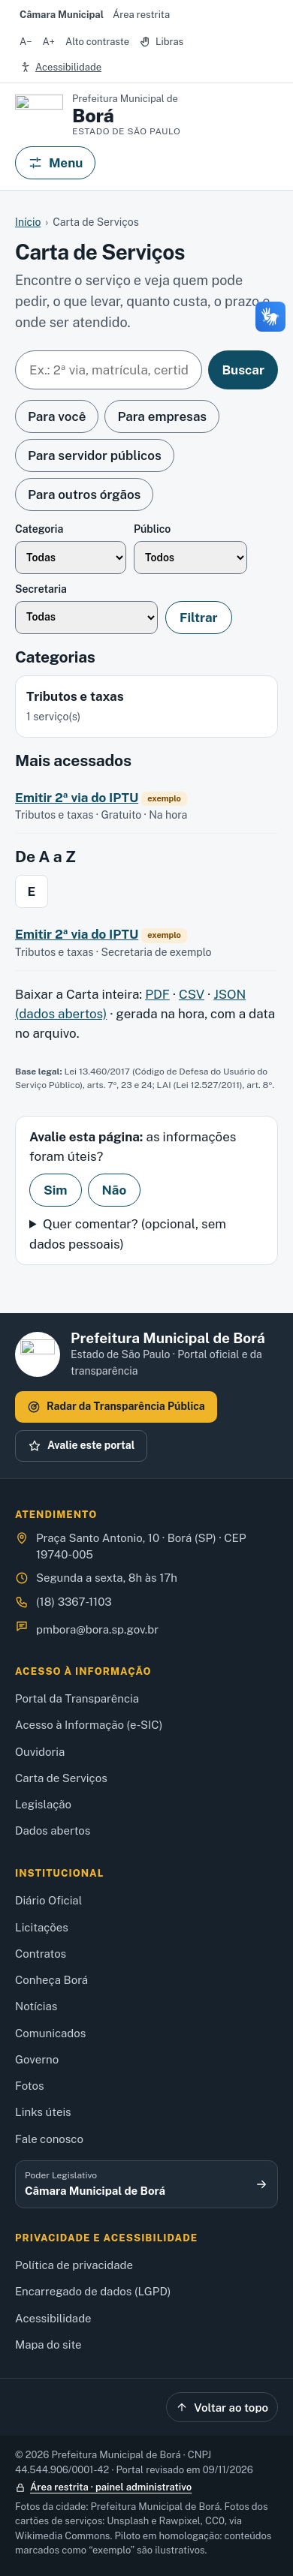 Câmara Municipal Área restrita
A− A+ Alto contraste Libras
Acessibilidade
Prefeitura Municipal de
Borá
ESTADO DE SÃO PAULO
Menu
Início › Carta de Serviços
Carta de Serviços
Encontre o serviço e veja quem pode
pedir, o que levar, quanto custa, o prazo e
onde ser atendido.
Ex.: 2ª via, matrícula, certid
Buscar
Para você Para empresas
Para servidor públicos
Para outros órgãos
Categoria Público
Todas Todos
Secretaria
Todas Filtrar
Categorias
Tributos e taxas
1 serviço(s)
Mais acessados
Emitir 2ª via do IPTU exemplo
Tributos e taxas · Gratuito · Na hora
De A a Z
E
Emitir 2ª via do IPTU exemplo
Tributos e taxas · Secretaria de exemplo
Baixar a Carta inteira: PDF · CSV · JSON
(dados abertos) · gerada na hora, com a data
no arquivo.
Base legal: Lei 13.460/2017 (Código de Defesa do Usuário do
Serviço Público), arts. 7º, 23 e 24; LAI (Lei 12.527/2011), art. 8º.
Avalie esta página: as informações
foram úteis?
Sim Não
Quer comentar? (opcional, sem
dados pessoais)
Prefeitura Municipal de Borá
Estado de São Paulo · Portal oficial e da
transparência
Radar da Transparência Pública
Avalie este portal
ATENDIMENTO
Praça Santo Antonio, 10 · Borá (SP) · CEP
19740-005
Segunda a sexta, 8h às 17h
(18) 3367-1103
pmbora@bora.sp.gov.br
ACESSO À INFORMAÇÃO
Portal da Transparência
Acesso à Informação (e-SIC)
Ouvidoria
Carta de Serviços
Legislação
Dados abertos
INSTITUCIONAL
Diário Oficial
Licitações
Contratos
Conheça Borá
Notícias
Comunicados
Governo
Fotos
Links úteis
Fale conosco
Poder Legislativo
Câmara Municipal de Borá
PRIVACIDADE E ACESSIBILIDADE
Política de privacidade
Encarregado de dados (LGPD)
Acessibilidade
Mapa do site
Voltar ao topo
© 2026 Prefeitura Municipal de Borá · CNPJ
44.544.906/0001-42 · Portal revisado em 09/11/2026
Área restrita · painel administrativo
Fotos da cidade: Prefeitura Municipal de Borá. Fotos dos
cartões de serviços: Unsplash e Rawpixel, CC0, via
Wikimedia Commons. Piloto em homologação: conteúdos
marcados como “exemplo” são ilustrativos.